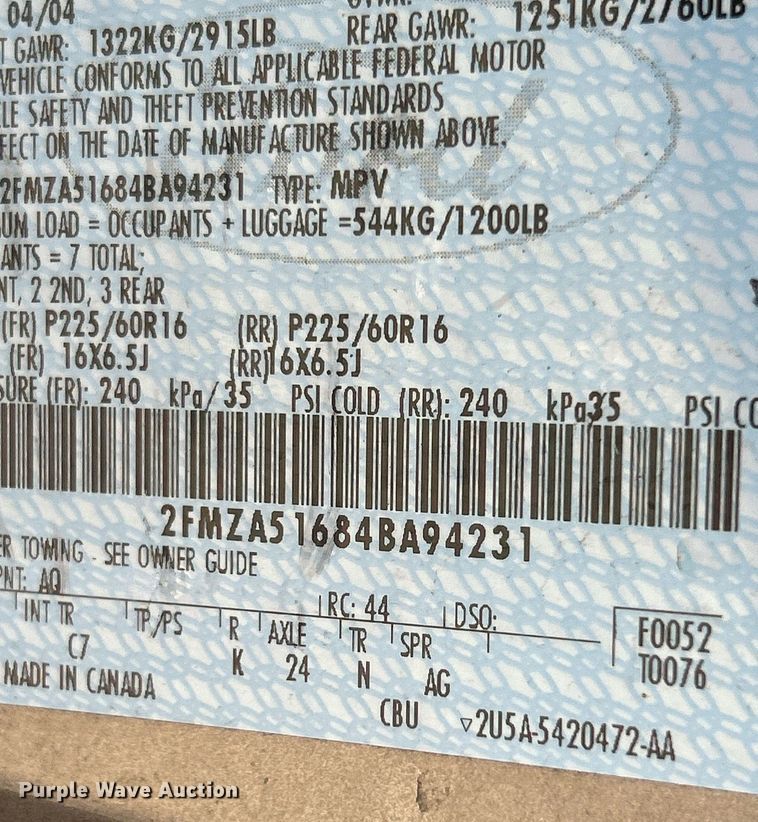 04/04
T GAWR: 1322KG/2915LB REAR GAWR: 1251KG/2760LB
VEHICLE CONFORMS TO ALL APPLICABLE FEDERAL MOTOR
LE SAFETY AND THEFT PREVENTION STANDARDS
FECT ON THE DATE OF MANUFACTURE SHOWN ABOVE.
2FMZA51684BA94231 TYPE: MPV
UM LOAD = OCCUPANTS + LUGGAGE =544KG/1200LB
ANTS = 7 TOTAL;
NT, 2 2ND, 3 REAR
(FR) P225/60R16 (RR) P225/60R16
(FR) 16X6.5J (RR)16X6.5J
SURE (FR): 240 kPa/35 PSI COLD (RR): 240 kPa35 PSI CO
2FMZA51684BA94231
ER TOWING - SEE OWNER GUIDE
PNT: AQ RC: 44 DSO:
INT TR TP/PS R AXLE TR SPR F0052
C7 K 24 N AG T0076
MADE IN CANADA
CBU ▽2U5A-5420472-AA
Purple Wave Auction